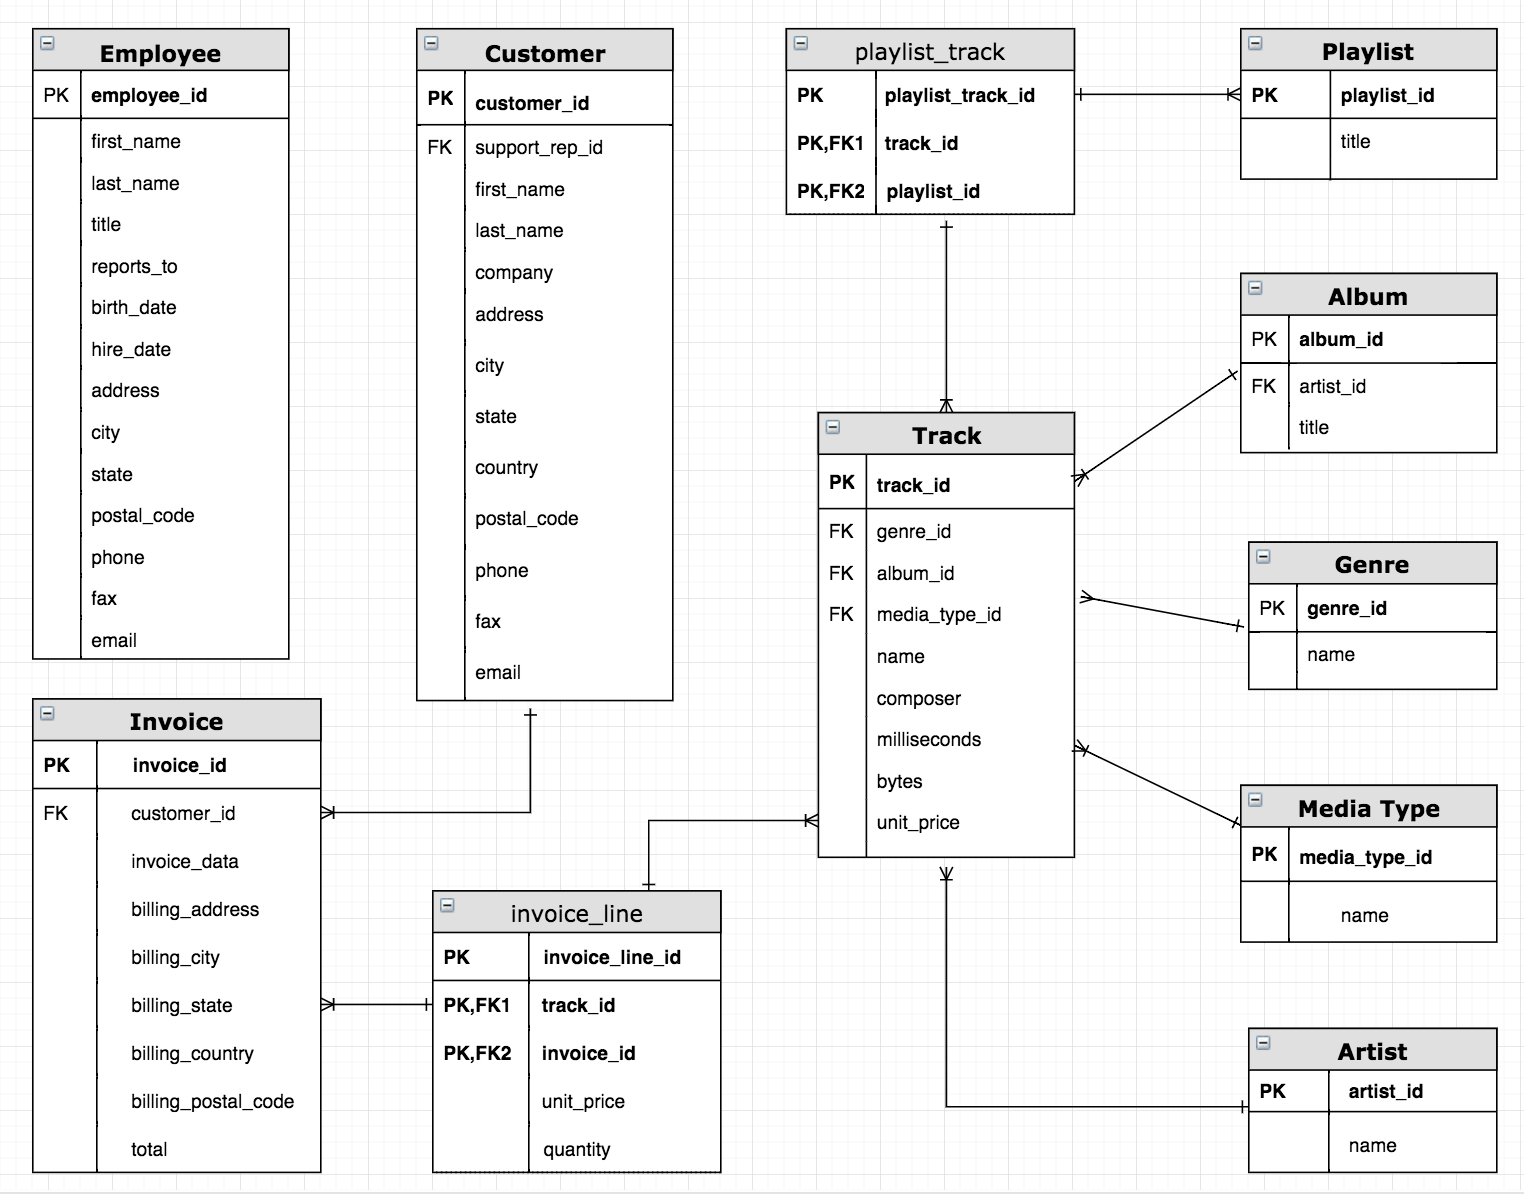 Employee
PK employee_id
first_name
last_name
title
reports_to
birth_date
hire_date
address
city
state
postal_code
phone
fax
email
Customer
PK customer_id
FK support_rep_id
first_name
last_name
company
address
city
state
country
postal_code
phone
fax
email
playlist_track
PK playlist_track_id
PK,FK1 track_id
PK,FK2 playlist_id
Playlist
PK playlist_id
title
Album
PK album_id
FK artist_id
title
Track
PK track_id
FK genre_id
FK album_id
FK media_type_id
name
composer
milliseconds
bytes
unit_price
Genre
PK genre_id
name
Invoice
PK invoice_id
FK customer_id
invoice_data
billing_address
billing_city
billing_state
billing_country
billing_postal_code
total
invoice_line
PK invoice_line_id
PK,FK1 track_id
PK,FK2 invoice_id
unit_price
quantity
Media Type
PK media_type_id
name
Artist
PK artist_id
name